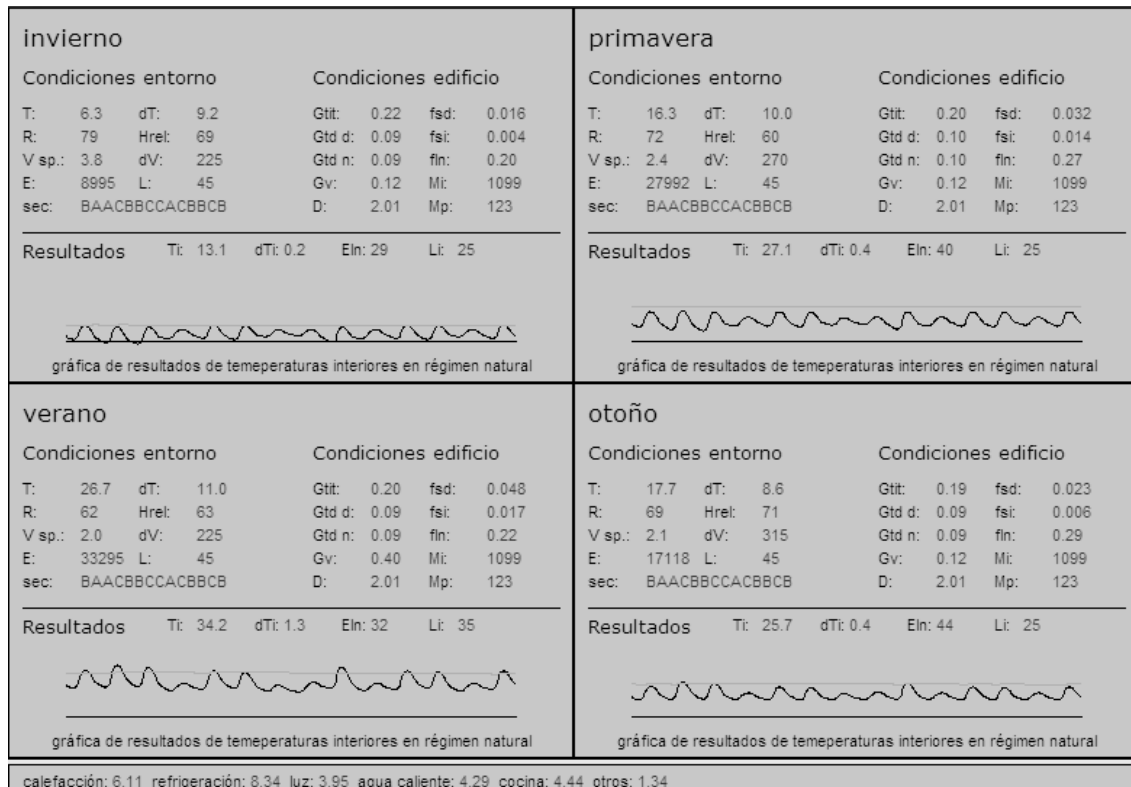 invierno
Condiciones entorno Condiciones edificio
T: 6.3 dT: 9.2 Gtit: 0.22 fsd: 0.016
R: 79 Hrel: 69 Gtd d: 0.09 fsi: 0.004
V sp.: 3.8 dV: 225 Gtd n: 0.09 fln: 0.20
E: 8995 L: 45 Gv: 0.12 Mi: 1099
sec: BAACBBCCACBBCB D: 2.01 Mp: 123
Resultados Ti: 13.1 dTi: 0.2 Eln: 29 Li: 25
gráfica de resultados de temeperaturas interiores en régimen natural
primavera
Condiciones entorno Condiciones edificio
T: 16.3 dT: 10.0 Gtit: 0.20 fsd: 0.032
R: 72 Hrel: 60 Gtd d: 0.10 fsi: 0.014
V sp.: 2.4 dV: 270 Gtd n: 0.10 fln: 0.27
E: 27992 L: 45 Gv: 0.12 Mi: 1099
sec: BAACBBCCACBBCB D: 2.01 Mp: 123
Resultados Ti: 27.1 dTi: 0.4 Eln: 40 Li: 25
gráfica de resultados de temeperaturas interiores en régimen natural
verano
Condiciones entorno Condiciones edificio
T: 26.7 dT: 11.0 Gtit: 0.20 fsd: 0.048
R: 62 Hrel: 63 Gtd d: 0.09 fsi: 0.017
V sp.: 2.0 dV: 225 Gtd n: 0.09 fln: 0.22
E: 33295 L: 45 Gv: 0.40 Mi: 1099
sec: BAACBBCCACBBCB D: 2.01 Mp: 123
Resultados Ti: 34.2 dTi: 1.3 Eln: 32 Li: 35
gráfica de resultados de temeperaturas interiores en régimen natural
otoño
Condiciones entorno Condiciones edificio
T: 17.7 dT: 8.6 Gtit: 0.19 fsd: 0.023
R: 69 Hrel: 71 Gtd d: 0.09 fsi: 0.006
V sp.: 2.1 dV: 315 Gtd n: 0.09 fln: 0.29
E: 17118 L: 45 Gv: 0.12 Mi: 1099
sec: BAACBBCCACBBCB D: 2.01 Mp: 123
Resultados Ti: 25.7 dTi: 0.4 Eln: 44 Li: 25
gráfica de resultados de temeperaturas interiores en régimen natural
calefacción: 6.11 refrigeración: 8.34 luz: 3.95 agua caliente: 4.29 cocina: 4.44 otros: 1.34